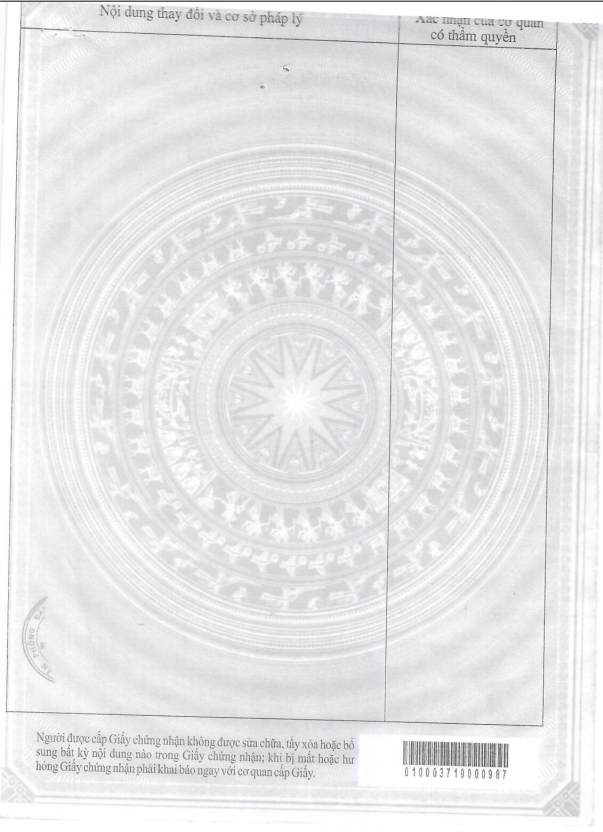 Nội dung thay đổi và cơ sở pháp lý
Xác nhận của cơ quan
có thẩm quyền
PHÒNG
Người được cấp Giấy chứng nhận không được sửa chữa, tẩy xóa hoặc bổ
sung bất kỳ nội dung nào trong Giấy chứng nhận; khi bị mất hoặc hư
hỏng Giấy chứng nhận phải khai báo ngay với cơ quan cấp Giấy.
010003719000987